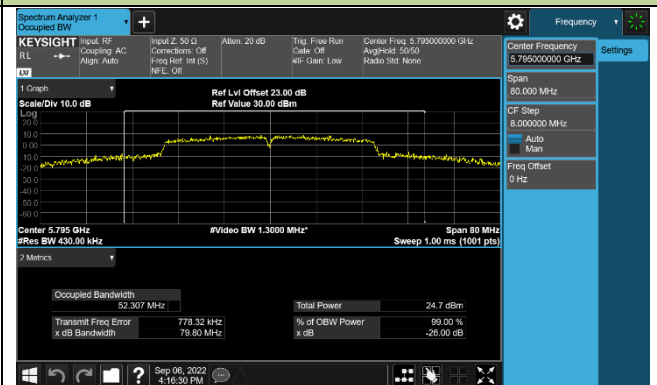 Spectrum Analyzer 1
Occupied BW
Frequency
KEYSIGHT
RL
LXI
Input: RF
Coupling: AC
Align: Auto
Input Z: 50 Ω
Corrections: Off
Freq Ref: Int (S)
NFE: Off
Atten: 20 dB
Trig: Free Run
Gate: Off
#IF Gain: Low
Center Freq: 5.795000000 GHz
Avg|Hold: 50/50
Radio Std: None
Center Frequency
5.795000000 GHz
Settings
Span
80.000 MHz
CF Step
8.000000 MHz
Auto
Man
Freq Offset
0 Hz
1 Graph
Scale/Div 10.0 dB
Ref Lvl Offset 23.00 dB
Ref Value 30.00 dBm
Log
20.0
10.0
0.00
-10.0
-20.0
-30.0
-40.0
-50.0
-60.0
Center 5.795 GHz
#Video BW 1.3000 MHz*
Span 80 MHz
#Res BW 430.00 kHz
Sweep 1.00 ms (1001 pts)
2 Metrics
Occupied Bandwidth
52.307 MHz
Total Power
24.7 dBm
Transmit Freq Error
778.32 kHz
% of OBW Power
99.00 %
x dB Bandwidth
79.80 MHz
x dB
-26.00 dB
?
Sep 06, 2022
4:16:30 PM